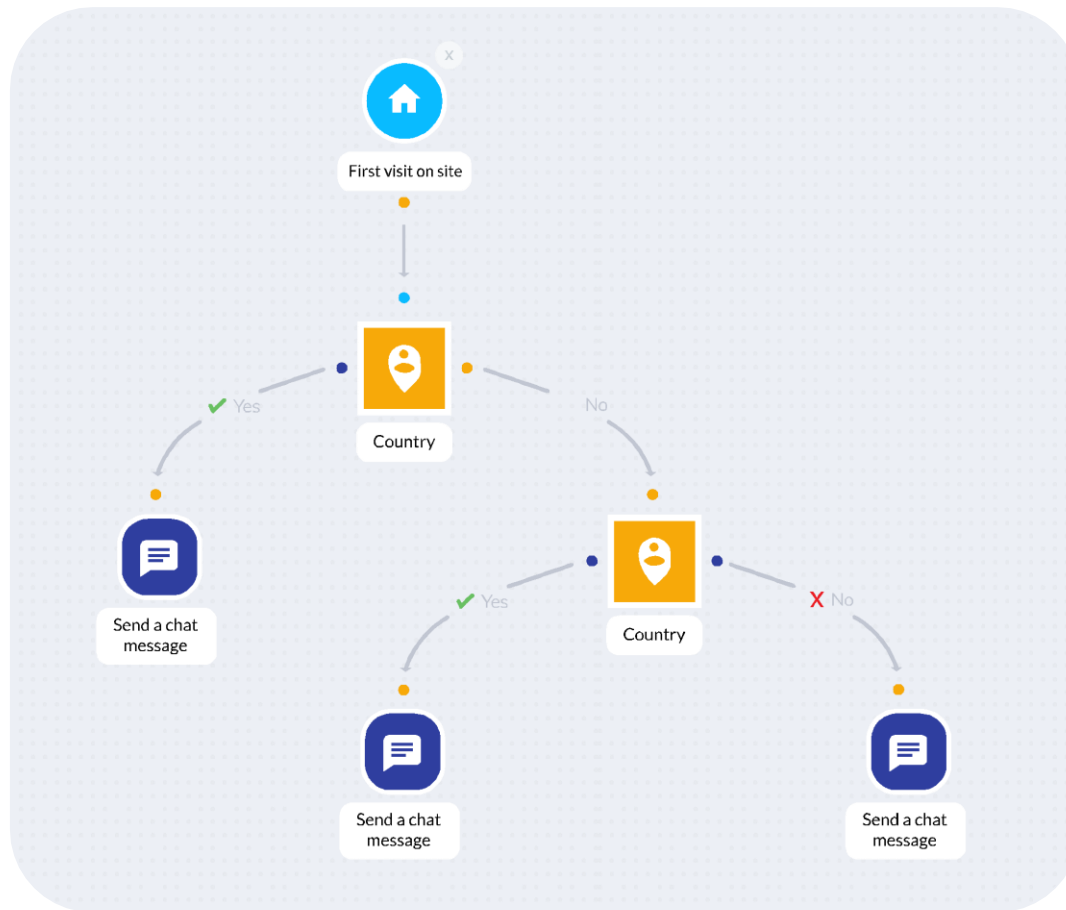 x
First visit on site
Yes
No
Country
Send a chat
message
Yes
X No
Country
Send a chat
message
Send a chat
message